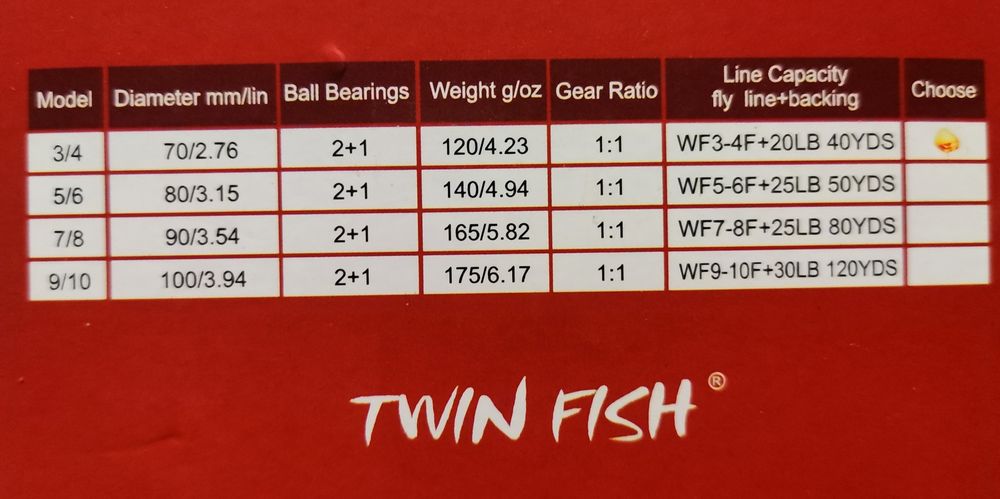 Model Diameter mm/lin Ball Bearings Weight g/oz Gear Ratio Line Capacity fly line+backing Choose
3/4 70/2.76 2+1 120/4.23 1:1 WF3-4F+20LB 40YDS
5/6 80/3.15 2+1 140/4.94 1:1 WF5-6F+25LB 50YDS
7/8 90/3.54 2+1 165/5.82 1:1 WF7-8F+25LB 80YDS
9/10 100/3.94 2+1 175/6.17 1:1 WF9-10F+30LB 120YDS
TWIN FISH ®